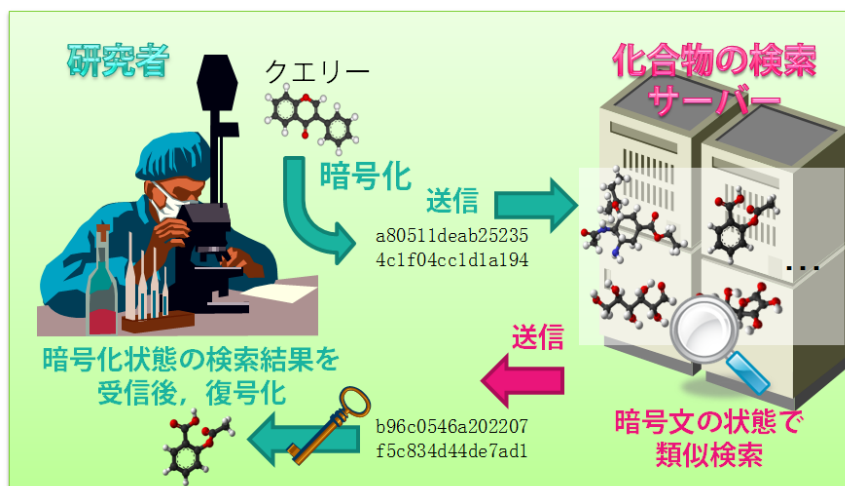 研究者
クエリー
化合物の検索
サーバー
暗号化
送信
a80511deab25235
4c1f04cc1d1a194
...
送信
暗号化状態の検索結果を
受信後，復号化
b96c0546a202207
f5c834d44de7ad1
暗号文の状態で
類似検索